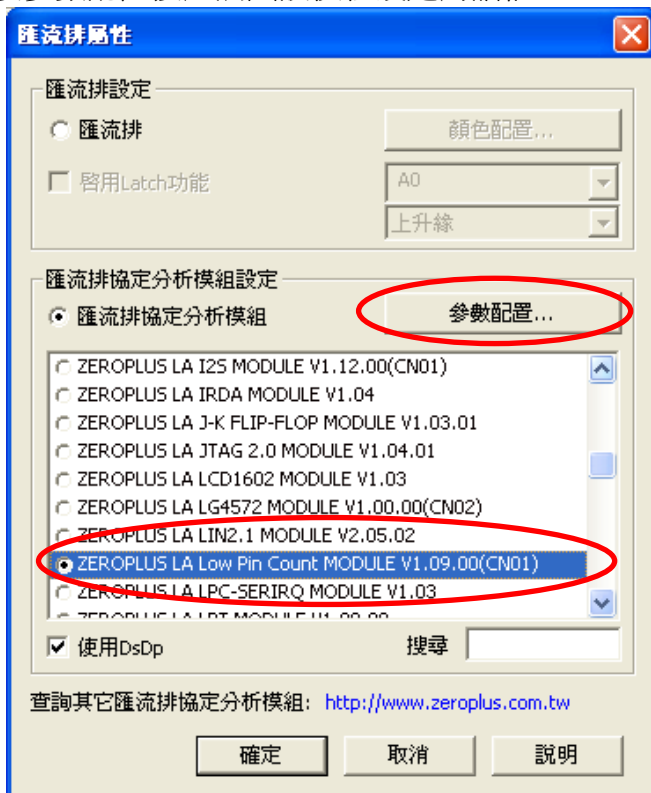 匯流排屬性
匯流排設定
匯流排
顏色配置...
啓用Latch功能
A0
上升緣
匯流排協定分析模組設定
匯流排協定分析模組
參數配置...
ZEROPLUS LA I2S MODULE V1.12.00(CN01)
ZEROPLUS LA IRDA MODULE V1.04
ZEROPLUS LA J-K FLIP-FLOP MODULE V1.03.01
ZEROPLUS LA JTAG 2.0 MODULE V1.04.01
ZEROPLUS LA LCD1602 MODULE V1.03
ZEROPLUS LA LG4572 MODULE V1.00.00(CN02)
ZEROPLUS LA LIN2.1 MODULE V2.05.02
ZEROPLUS LA Low Pin Count MODULE V1.09.00(CN01)
ZEROPLUS LA LPC-SERIRQ MODULE V1.03
ZEROPLUS LA LPT MODULE
使用DsDp
搜尋
查詢其它匯流排協定分析模組: http://www.zeroplus.com.tw
確定
取消
說明